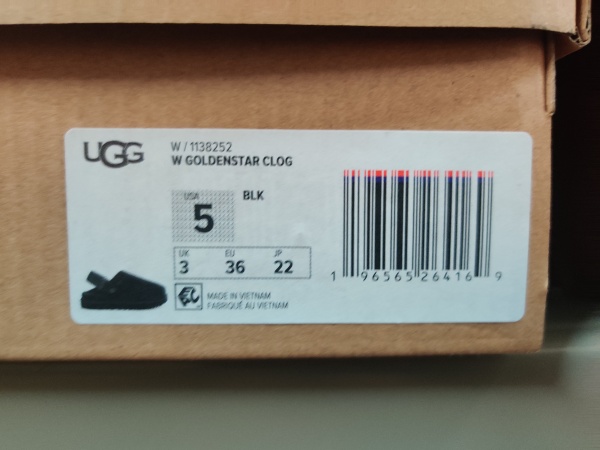 UGG
W / 1138252
W GOLDENSTAR CLOG
USA
5
BLK
UK EU JP
3 36 22
MADE IN VIETNAM
FABRIQUÉ AU VIETNAM
1 96565 26416 9